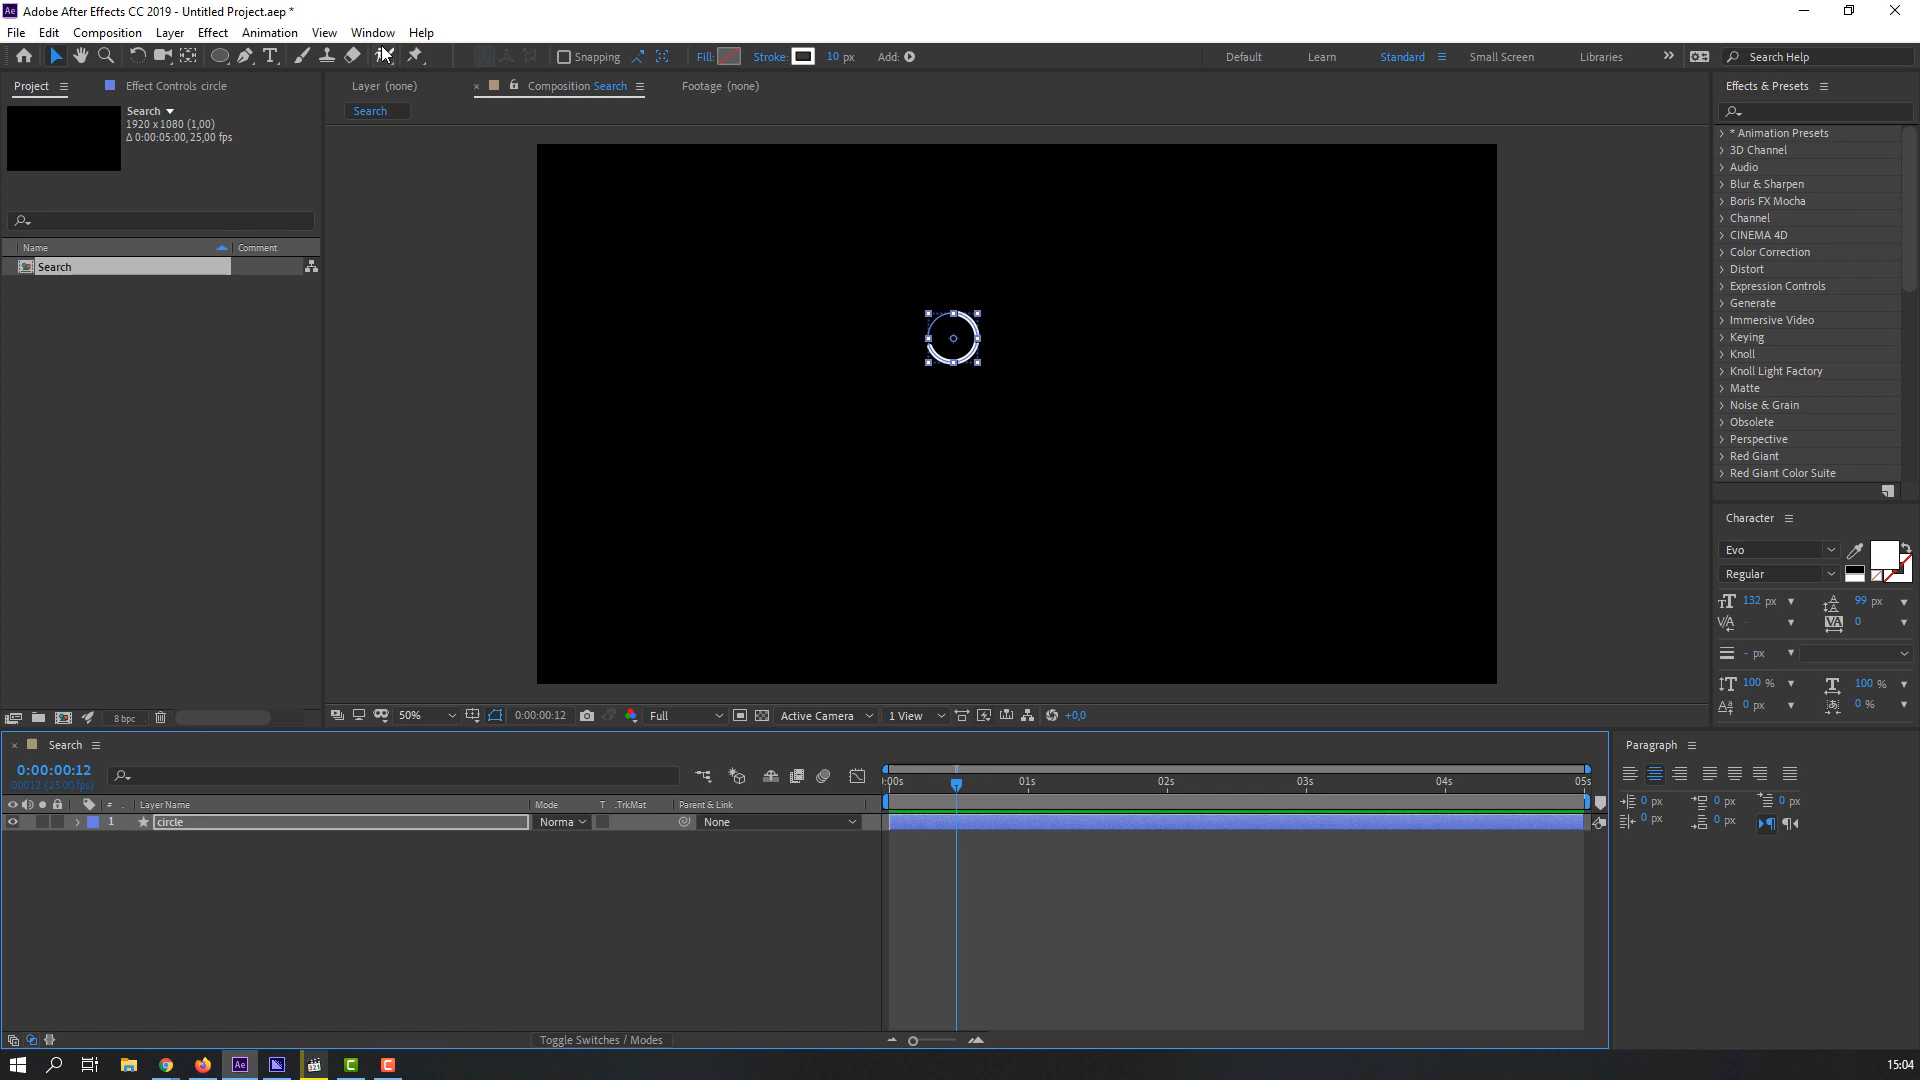 Adobe After Effects CC 2019 - Untitled Project.aep *
File Edit Composition Layer Effect Animation View Window Help
Snapping Fill: Stroke: 10 px Add: Default Learn Standard Small Screen Libraries Search Help
Project Effect Controls circle
Layer (none) Composition Search Footage (none)
Effects & Presets
Search
1920 x 1080 (1,00)
Δ 0:00:05:00, 25,00 fps
Search
Name Comment
Search
* Animation Presets
3D Channel
Audio
Blur & Sharpen
Boris FX Mocha
Channel
CINEMA 4D
Color Correction
Distort
Expression Controls
Generate
Immersive Video
Keying
Knoll
Knoll Light Factory
Matte
Noise & Grain
Obsolete
Perspective
Red Giant
Red Giant Color Suite
Character
Evo
Regular
132 px 99 px
- 0
- px
100 % 100 %
0 px 0 %
8 bpc
50% 0:00:00:12 Full Active Camera 1 View +0,0
Search
0:00:00:12
00012 (25.00 fps)
:00s 01s 02s 03s 04s 05s
# Layer Name Mode T .TrkMat Parent & Link
1 circle Norma None
Toggle Switches / Modes
Paragraph
0 px 0 px 0 px
0 px 0 px
15:04